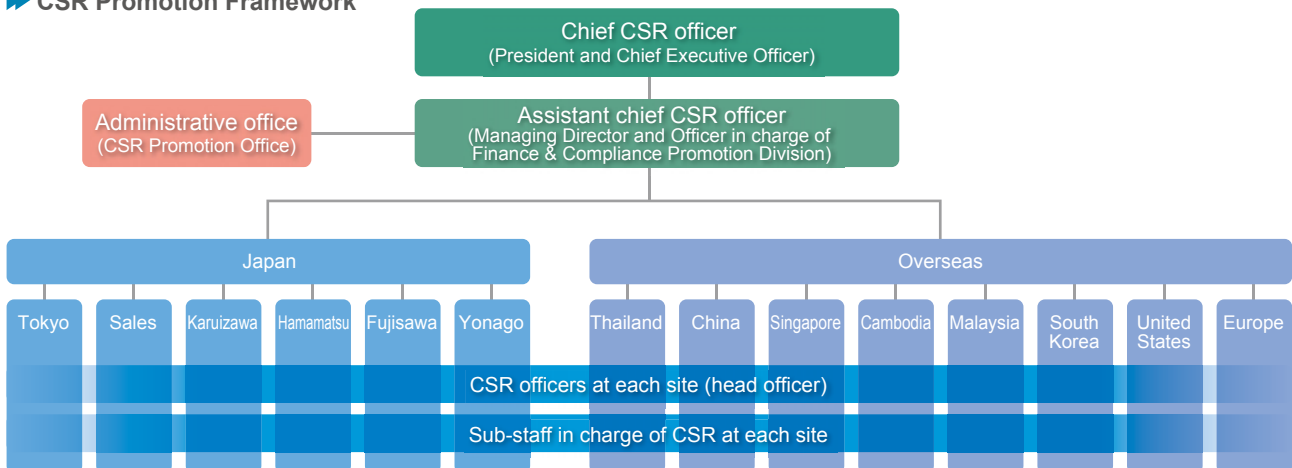 CSR Promotion Framework
Chief CSR officer
(President and Chief Executive Officer)
Administrative office
(CSR Promotion Office)
Assistant chief CSR officer
(Managing Director and Officer in charge of
Finance & Compliance Promotion Division)
Japan
Overseas
Tokyo
Sales
Karuizawa
Hamamatsu
Fujisawa
Yonago
Thailand
China
Singapore
Cambodia
Malaysia
South
Korea
United
States
Europe
CSR officers at each site (head officer)
Sub-staff in charge of CSR at each site